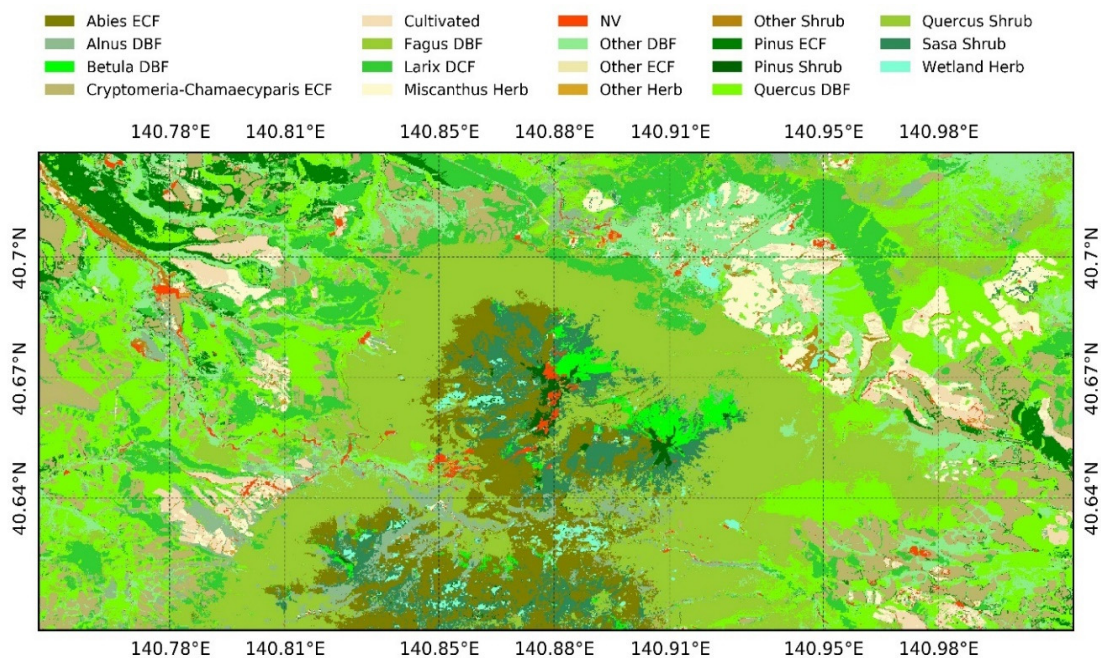 Abies ECF Cultivated NV Other Shrub Quercus Shrub
Alnus DBF Fagus DBF Other DBF Pinus ECF Sasa Shrub
Betula DBF Larix DCF Other ECF Pinus Shrub Wetland Herb
Cryptomeria-Chamaecyparis ECF Miscanthus Herb Other Herb Quercus DBF
140.78°E 140.81°E 140.85°E 140.88°E 140.91°E 140.95°E 140.98°E
40.7°N 40.7°N
40.67°N 40.67°N
40.64°N 40.64°N
140.78°E 140.81°E 140.85°E 140.88°E 140.91°E 140.95°E 140.98°E